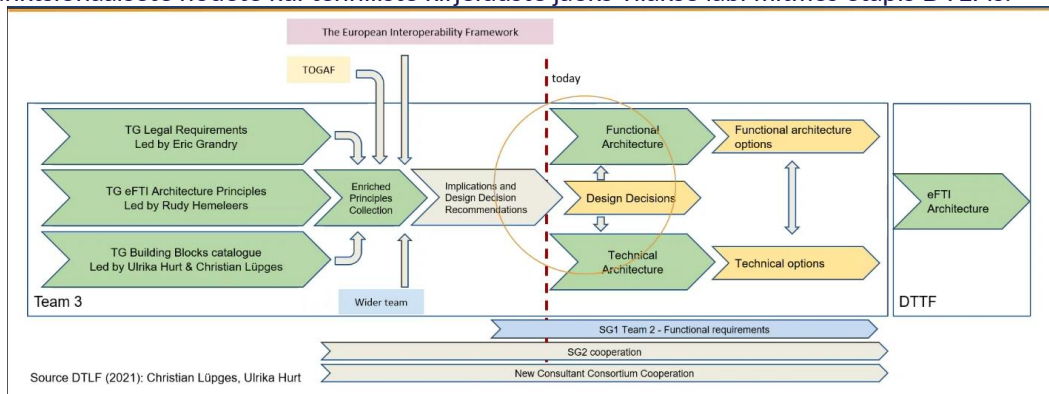 The European Interoperability Framework
TOGAF
today
TG Legal Requirements
Led by Eric Grandry
TG eFTI Architecture Principles
Led by Rudy Hemeleers
TG Building Blocks catalogue
Led by Ulrika Hurt & Christian Lüpges
Enriched
Principles
Collection
Implications and
Design Decision
Recommendations
Functional
Architecture
Functional architecture
options
Design Decisions
Technical
Architecture
Technical options
eFTI
Architecture
Team 3
Wider team
DTTF
SG1 Team 2 - Functional requirements
SG2 cooperation
New Consultant Consortium Cooperation
Source DTLF (2021): Christian Lüpges, Ulrika Hurt